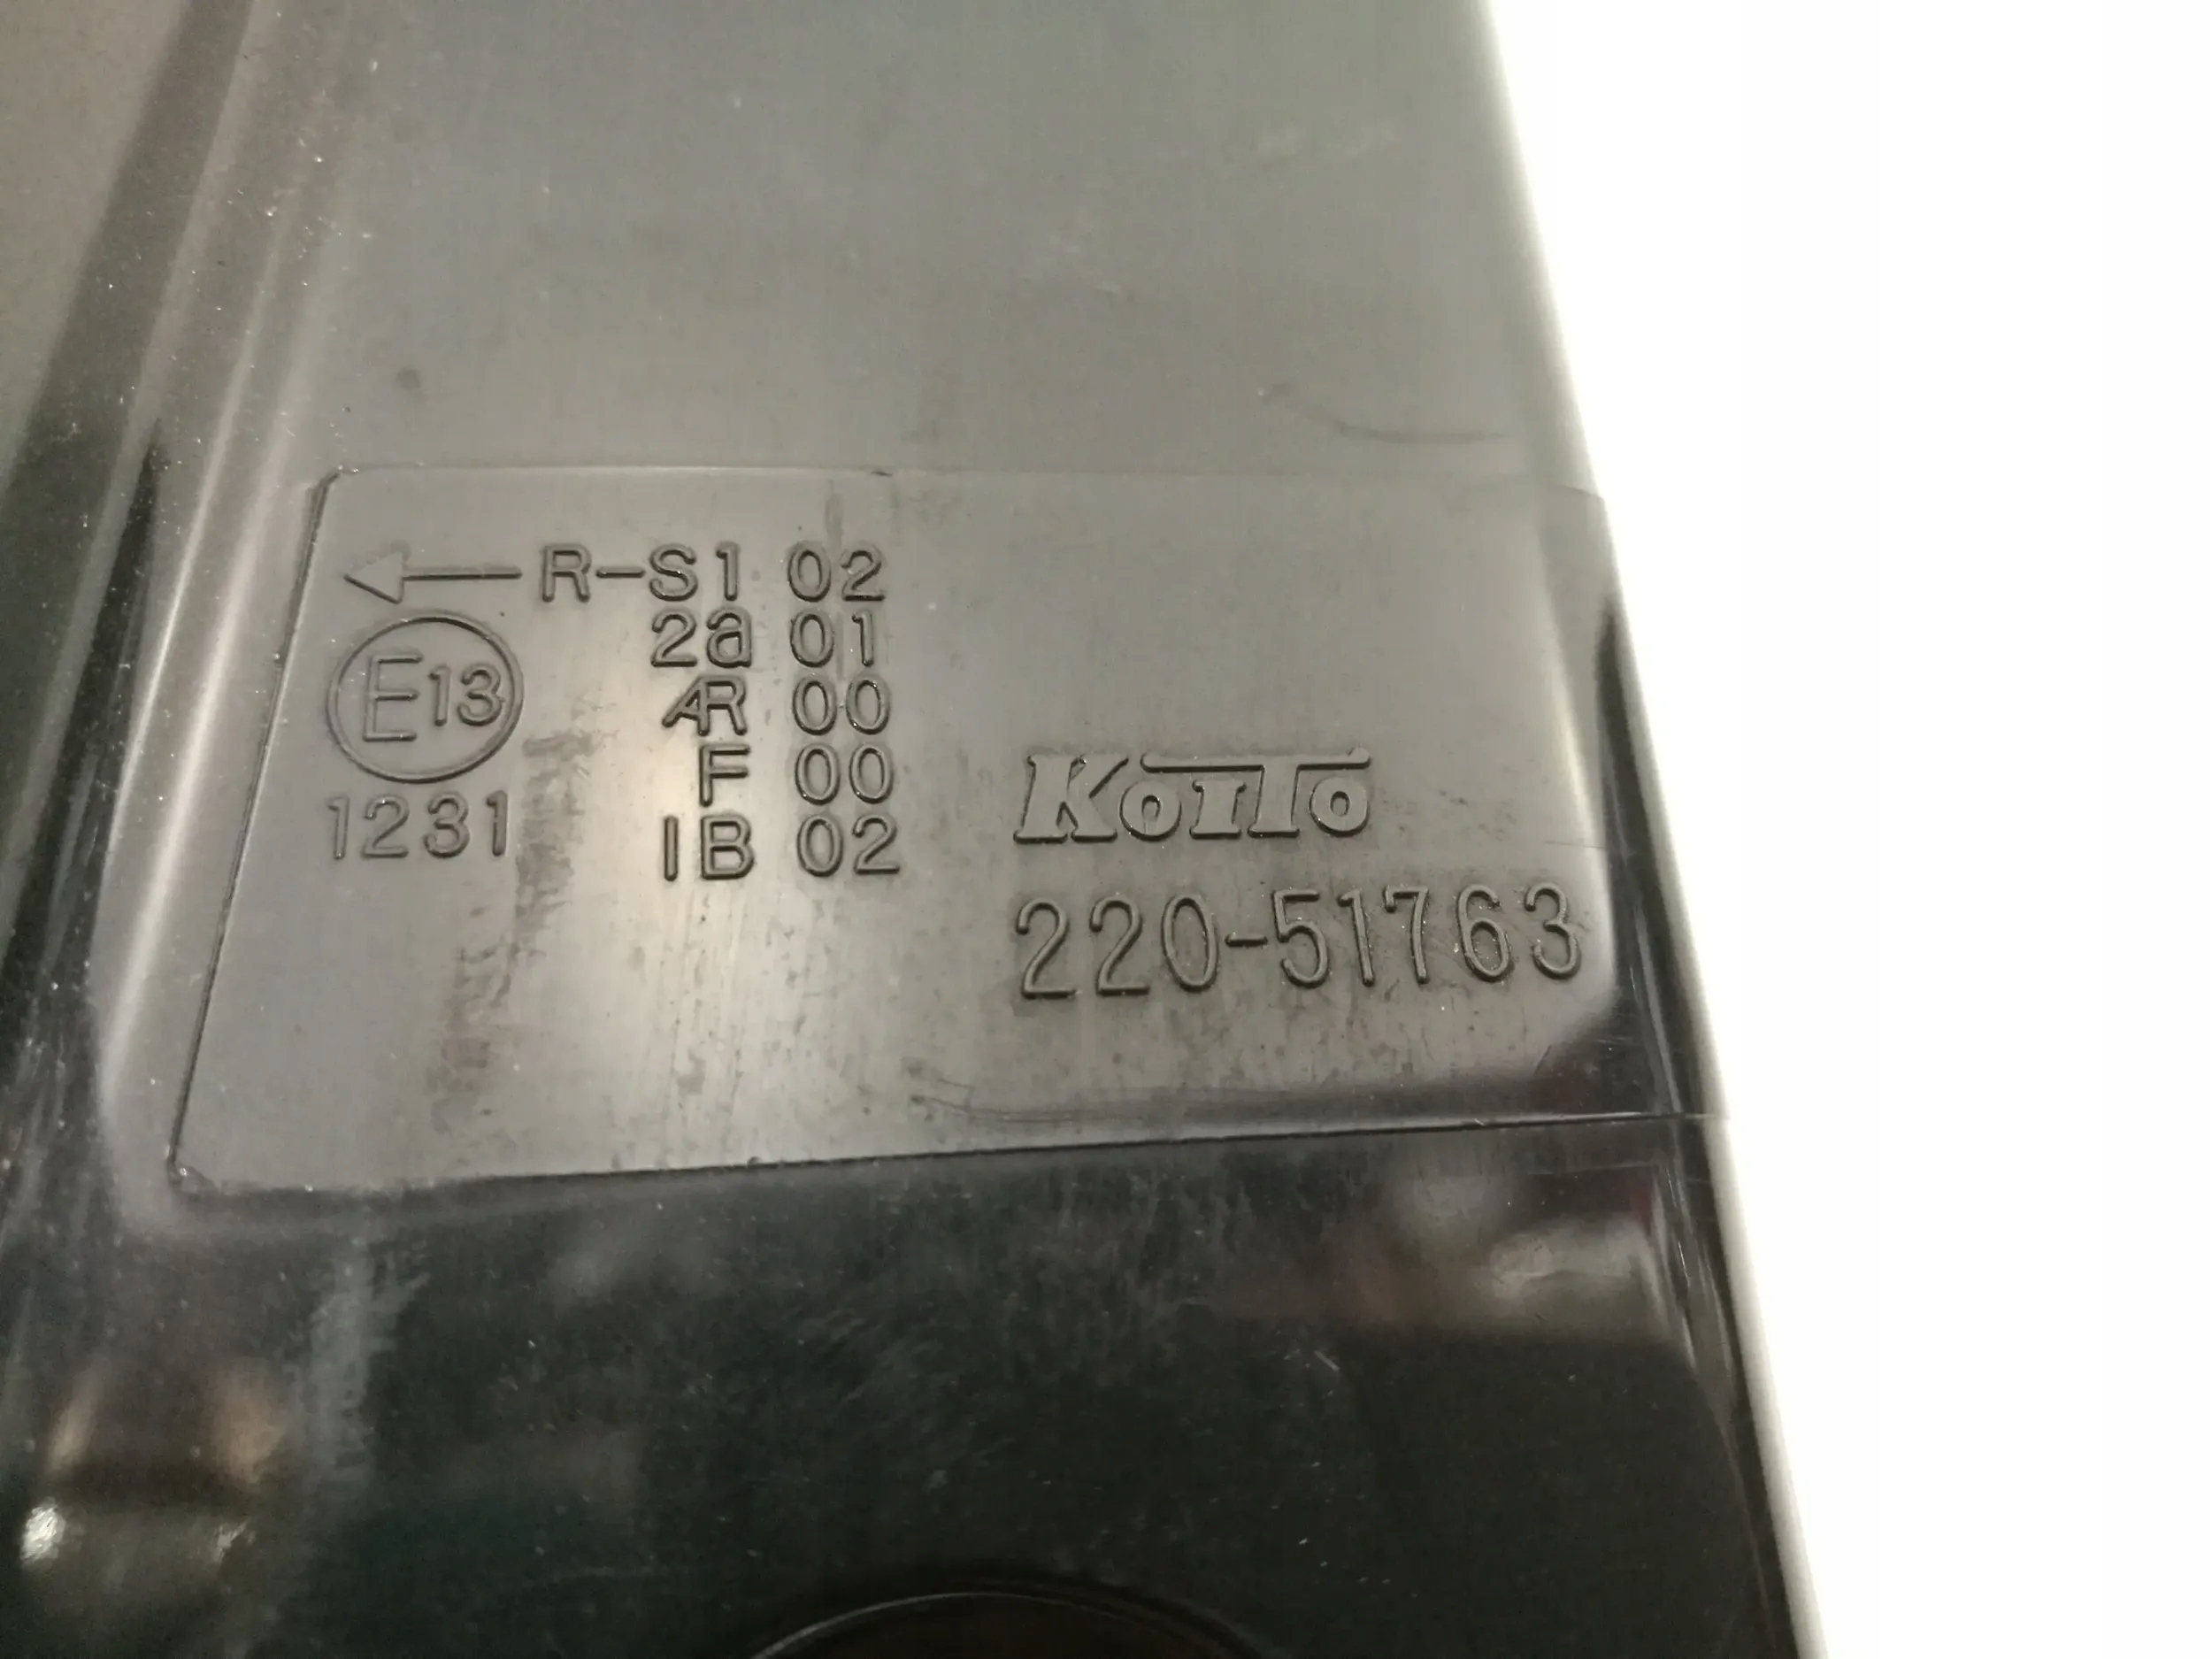 ← R-S1 02
2a 01
AR 00
F 00
IB 02
E13
1231
KOITO
220-51763